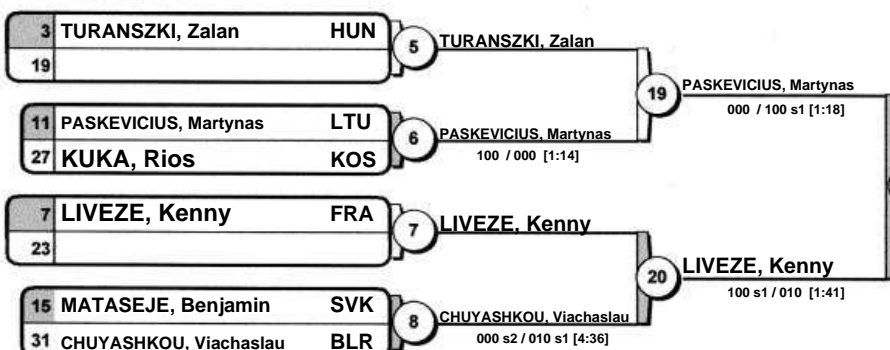 3 TURANSZKI, Zalan HUN
19
5 TURANSZKI, Zalan
11 PASKEVICIUS, Martynas LTU
27 KUKA, Rios KOS
6 PASKEVICIUS, Martynas
100 / 000 [1:14]
19 PASKEVICIUS, Martynas
000 / 100 s1 [1:18]
7 LIVEZE, Kenny FRA
23
7 LIVEZE, Kenny
15 MATASEJE, Benjamin SVK
31 CHUYASHKOU, Viachaslau BLR
8 CHUYASHKOU, Viachaslau
000 s2 / 010 s1 [4:36]
20 LIVEZE, Kenny
100 s1 / 010 [1:41]